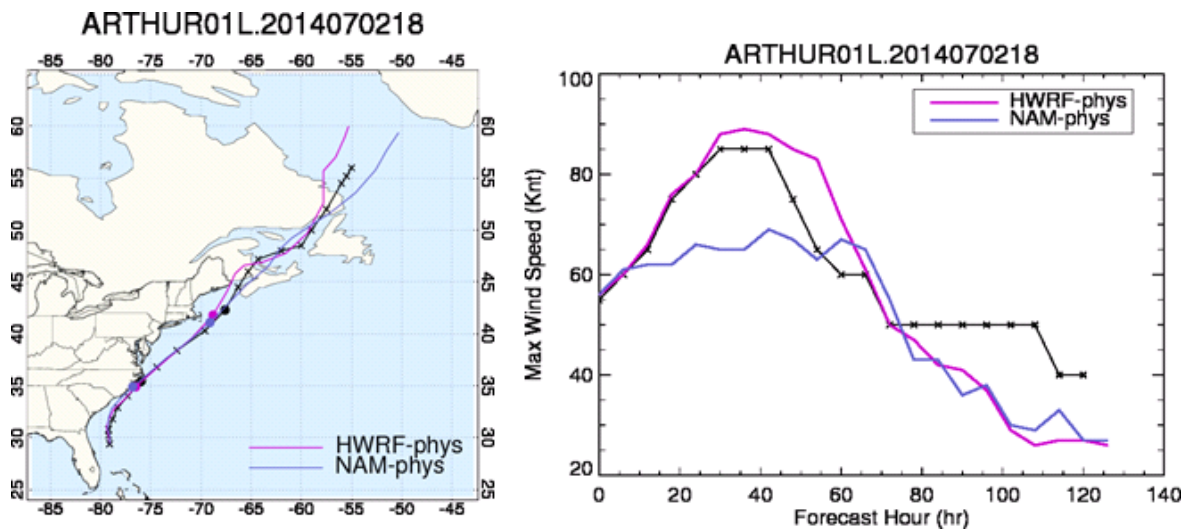 ARTHUR01L.2014070218
-85 -80 -75 -70 -65 -60 -55 -50 -45
60 60
55 55
50 50
45 45
40 40
35 35
30 30
25 25
HWRF-phys
NAM-phys
-85 -80 -75 -70 -65 -60 -55 -50 -45
ARTHUR01L.2014070218
Max Wind Speed (Knt)
100
80
60
40
20
HWRF-phys
NAM-phys
0 20 40 60 80 100 120 140
Forecast Hour (hr)